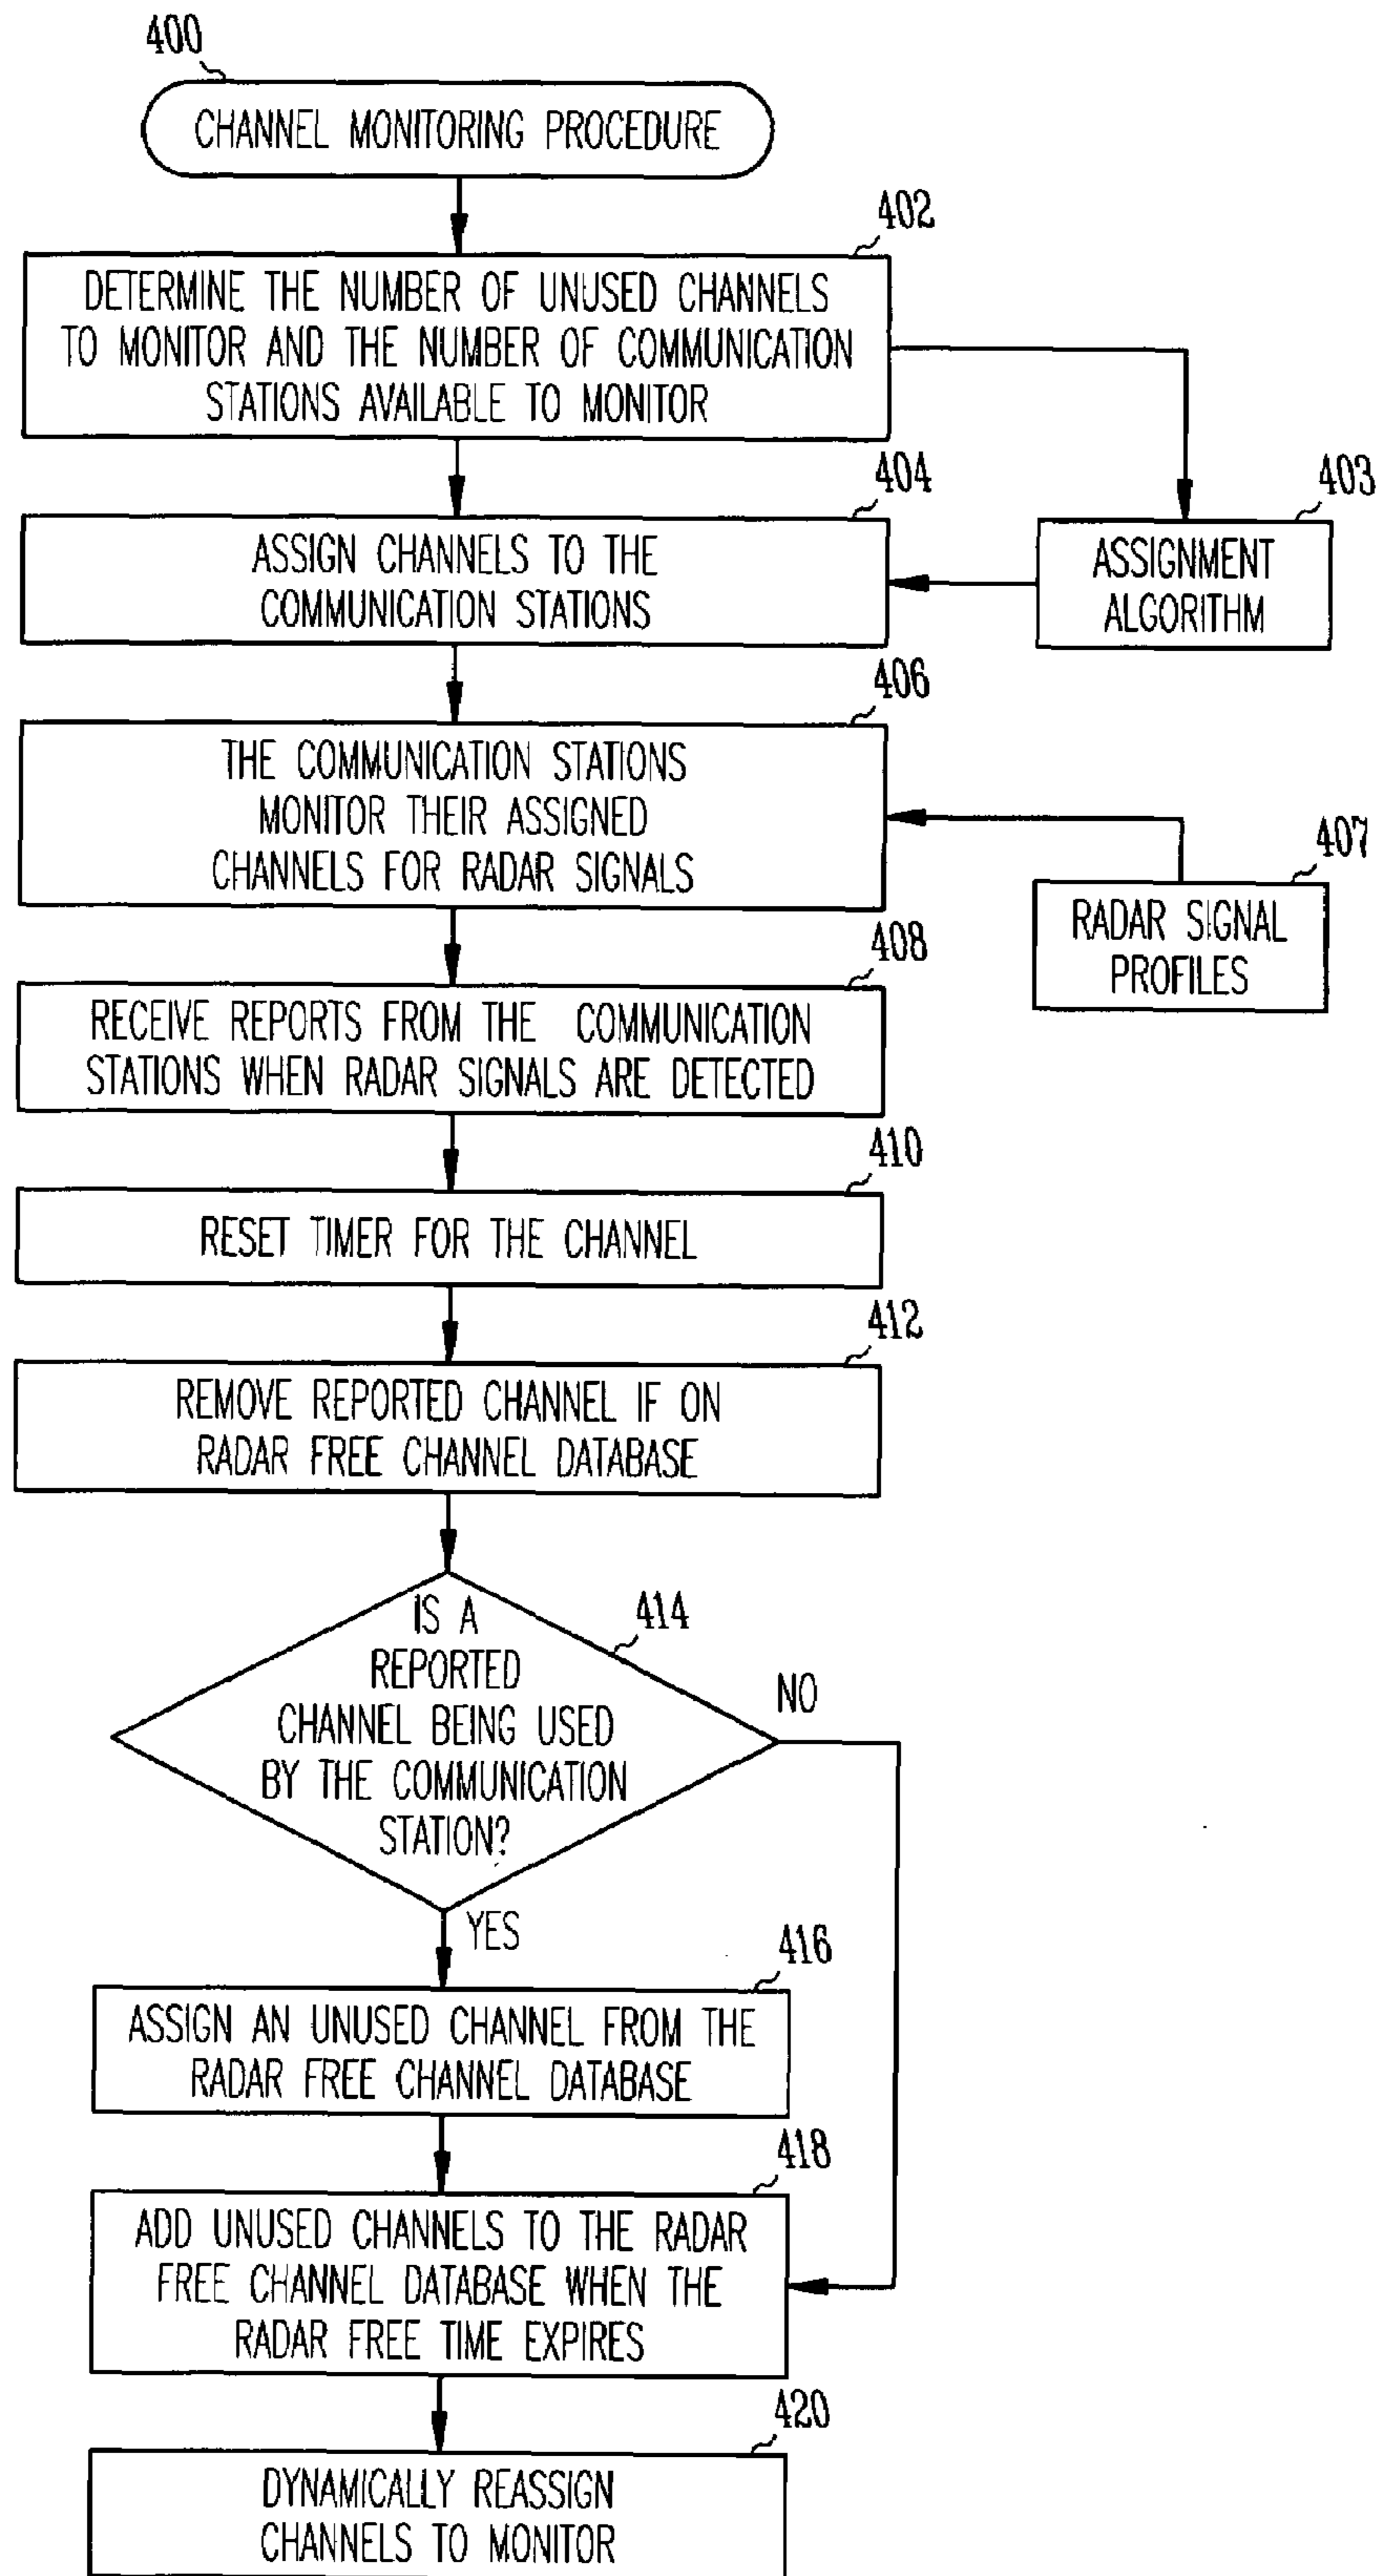 400
CHANNEL MONITORING PROCEDURE
402
DETERMINE THE NUMBER OF UNUSED CHANNELS
TO MONITOR AND THE NUMBER OF COMMUNICATION
STATIONS AVAILABLE TO MONITOR
404
ASSIGN CHANNELS TO THE
COMMUNICATION STATIONS
403
ASSIGNMENT
ALGORITHM
406
THE COMMUNICATION STATIONS
MONITOR THEIR ASSIGNED
CHANNELS FOR RADAR SIGNALS
407
RADAR SIGNAL
PROFILES
408
RECEIVE REPORTS FROM THE COMMUNICATION
STATIONS WHEN RADAR SIGNALS ARE DETECTED
410
RESET TIMER FOR THE CHANNEL
412
REMOVE REPORTED CHANNEL IF ON
RADAR FREE CHANNEL DATABASE
414
IS A
REPORTED
CHANNEL BEING USED
BY THE COMMUNICATION
STATION?
NO
YES
416
ASSIGN AN UNUSED CHANNEL FROM THE
RADAR FREE CHANNEL DATABASE
418
ADD UNUSED CHANNELS TO THE RADAR
FREE CHANNEL DATABASE WHEN THE
RADAR FREE TIME EXPIRES
420
DYNAMICALLY REASSIGN
CHANNELS TO MONITOR